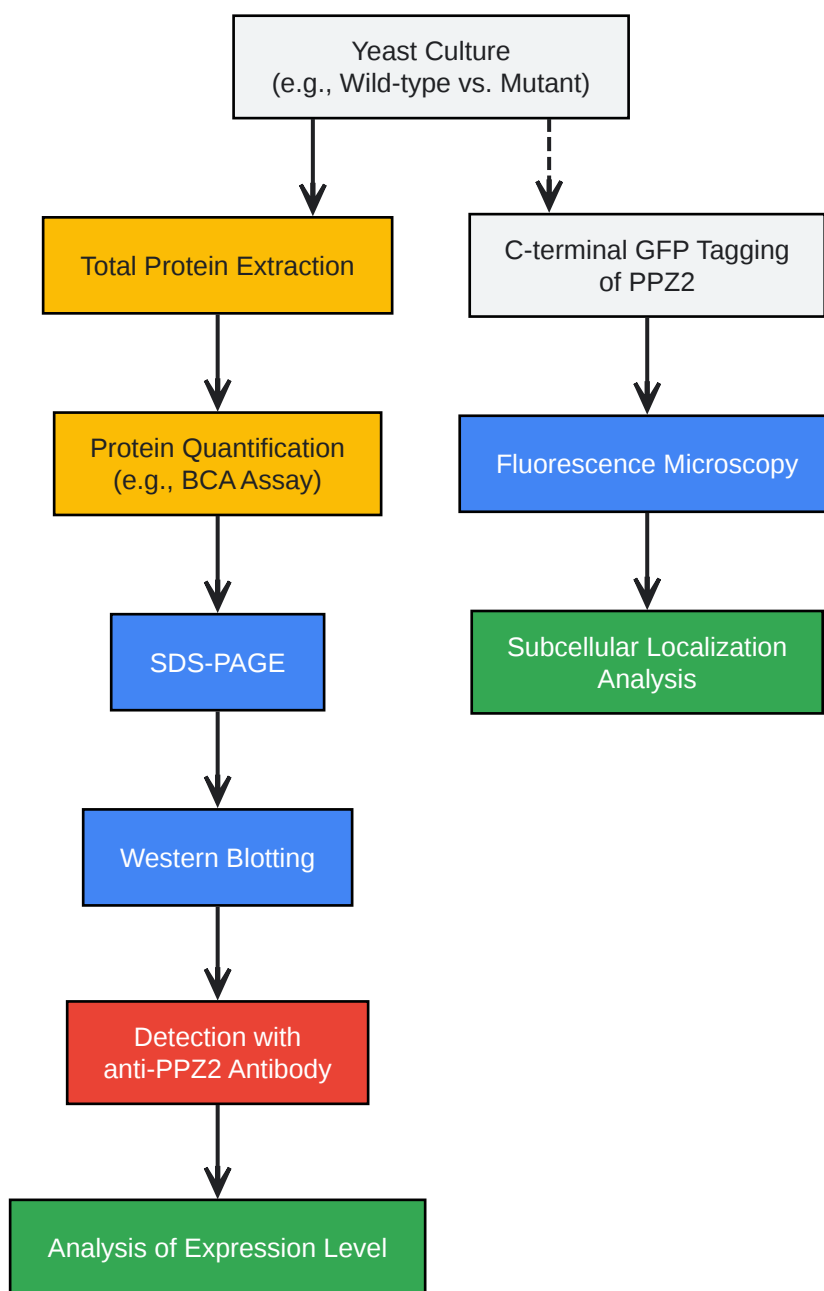 Yeast Culture
(e.g., Wild-type vs. Mutant)
Total Protein Extraction
C-terminal GFP Tagging
of PPZ2
Protein Quantification
(e.g., BCA Assay)
Fluorescence Microscopy
SDS-PAGE
Subcellular Localization
Analysis
Western Blotting
Detection with
anti-PPZ2 Antibody
Analysis of Expression Level